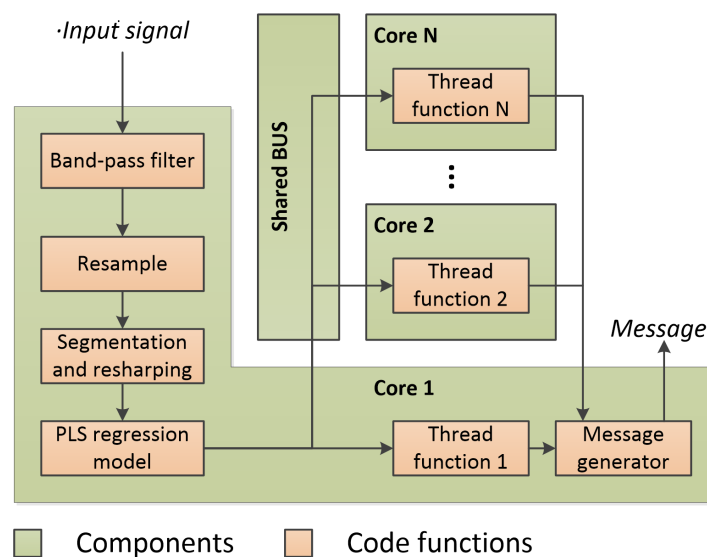 ·Input signal
Band-pass filter
Resample
Segmentation
and resharping
PLS regression
model
Shared BUS
Core N
Thread
function N
...
Core 2
Thread
function 2
Core 1
Thread
function 1
Message
generator
Message
Components
Code functions